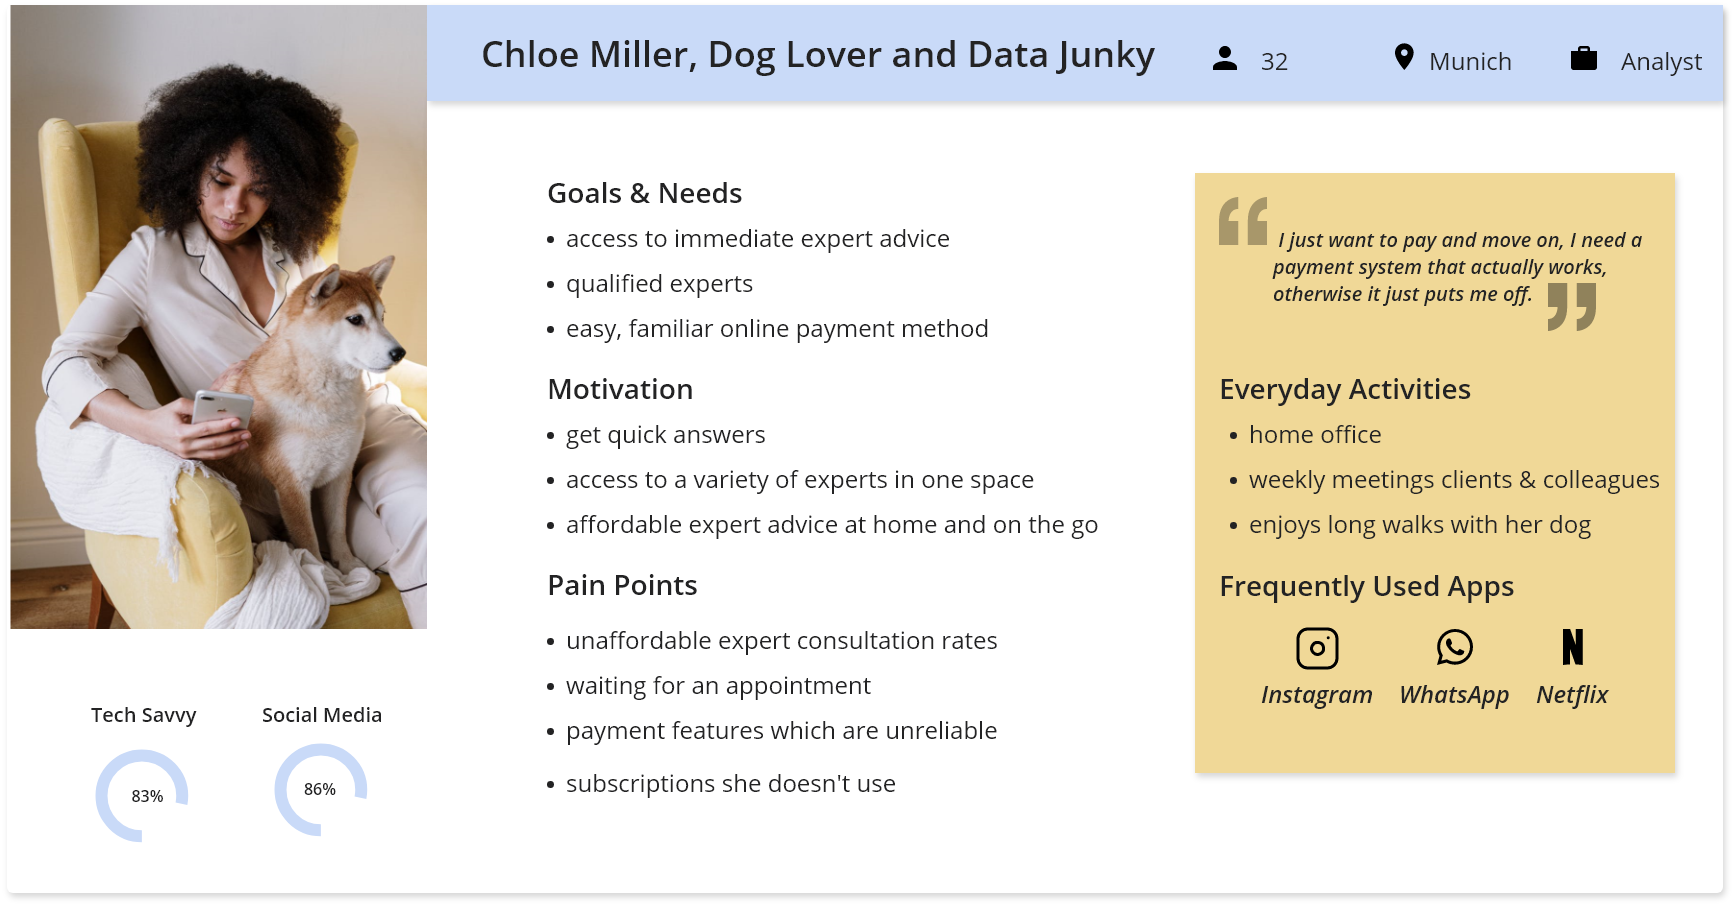 Chloe Miller, Dog Lover and Data Junky
32
Munich
Analyst
Goals & Needs
• access to immediate expert advice
• qualified experts
• easy, familiar online payment method
Motivation
• get quick answers
• access to a variety of experts in one space
• affordable expert advice at home and on the go
Pain Points
• unaffordable expert consultation rates
• waiting for an appointment
• payment features which are unreliable
• subscriptions she doesn't use
“ I just want to pay and move on, I need a
payment system that actually works,
otherwise it just puts me off. ”
Everyday Activities
• home office
• weekly meetings clients & colleagues
• enjoys long walks with her dog
Frequently Used Apps
N
Instagram WhatsApp Netflix
Tech Savvy
83%
Social Media
86%